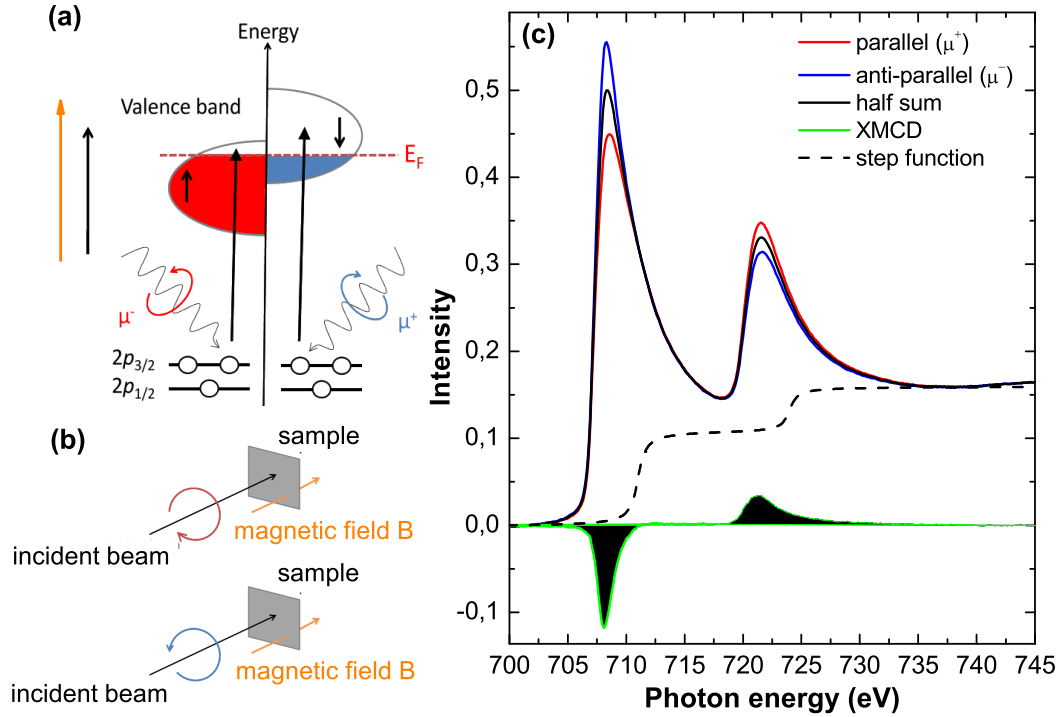 (a)
Energy
Valence band
E_F
μ⁻
μ⁺
2p₃/₂
2p₁/₂
(b)
sample
magnetic field B
incident beam
sample
magnetic field B
incident beam
(c)
parallel (μ⁺)
anti-parallel (μ⁻)
half sum
XMCD
step function
0,5
0,4
0,3
0,2
0,1
0,0
-0,1
Intensity
700 705 710 715 720 725 730 735 740 745
Photon energy (eV)